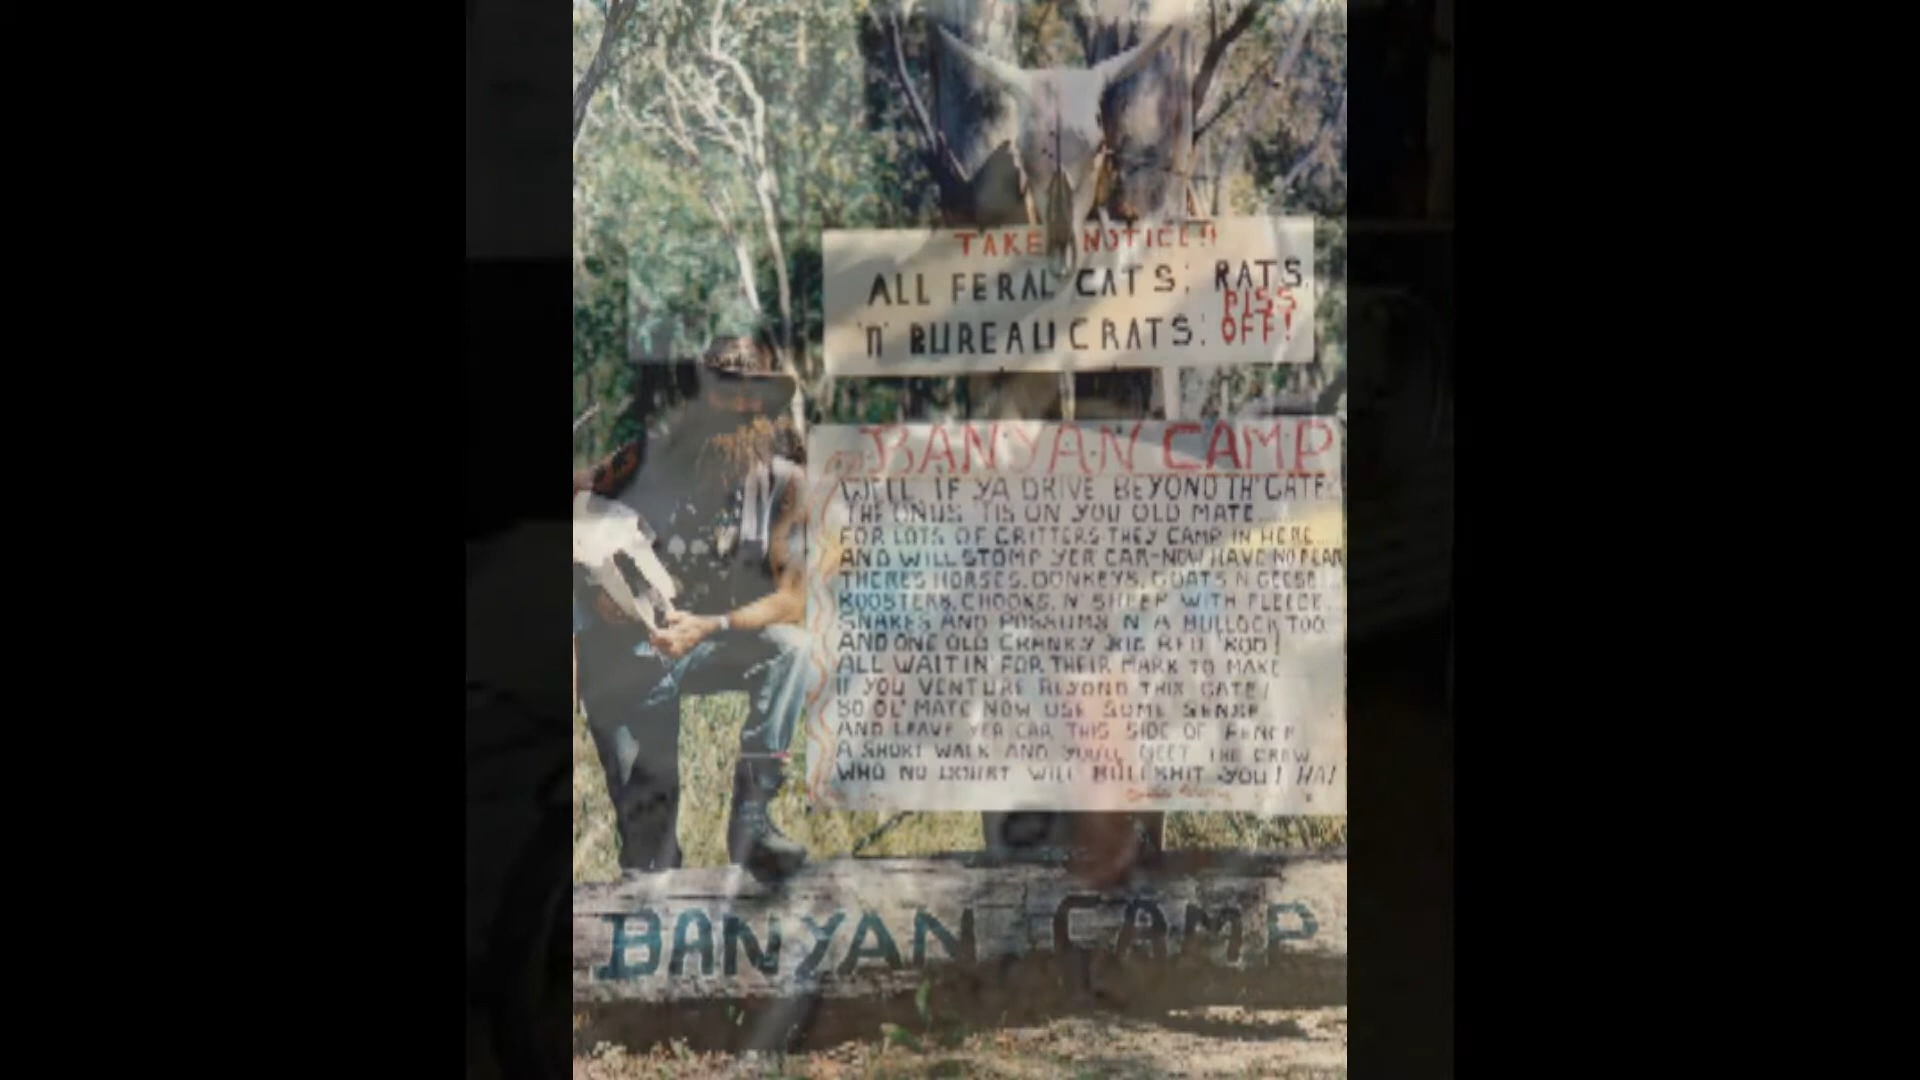 TAKE NOTICE!!
ALL FERAL CATS: RATS
'N' BUREAUCRATS: PISS OFF!
BANYAN CAMP
WELL, IF YA DRIVE BEYOND TH' GATE
THE ONUS 'TIS ON YOU OLD MATE......
FOR LOTS OF CRITTERS THEY CAMP IN HERE...
AND WILL STOMP YER CAR-NOW HAVE NO FEAR
THERES HORSES, DONKEYS, GOATS N GEESE
ROOSTERS, CHOOKS, N' SHEEP WITH FLEECE
SNAKES AND POSSUMS N A BULLOCK TOO
AND ONE OLD CRANKY BIG RED 'ROO!
ALL WAITIN' FOR THEIR MARK TO MAKE
IF YOU VENTURE BEYOND THIS GATE!
SO OL' MATE NOW USE SOME SENSE
AND LEAVE YER CAR THIS SIDE OF FENCE
A SHORT WALK AND YOU'LL MEET THE CREW
WHO NO DOUBT WILL BULLSHIT YOU! HA!
BANYAN CAMP